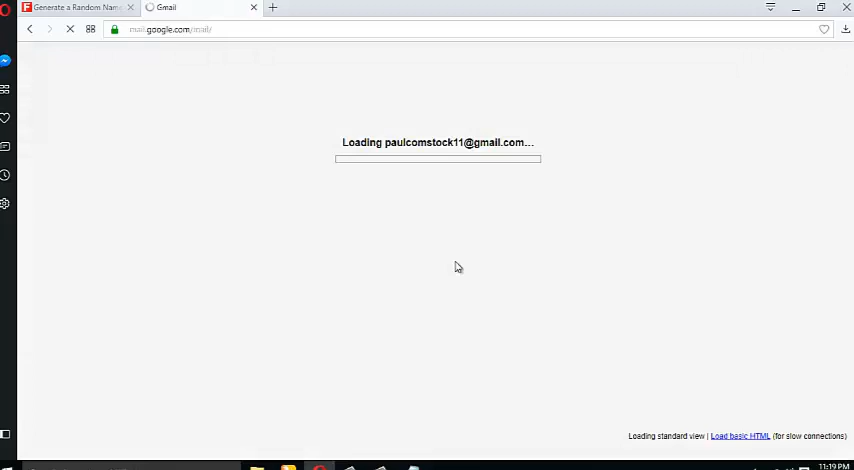 Generate a Random Name
Gmail
mail.google.com/mail/
Loading paulcomstock11@gmail.com...
Loading standard view | Load basic HTML (for slow connections)
11:19 PM